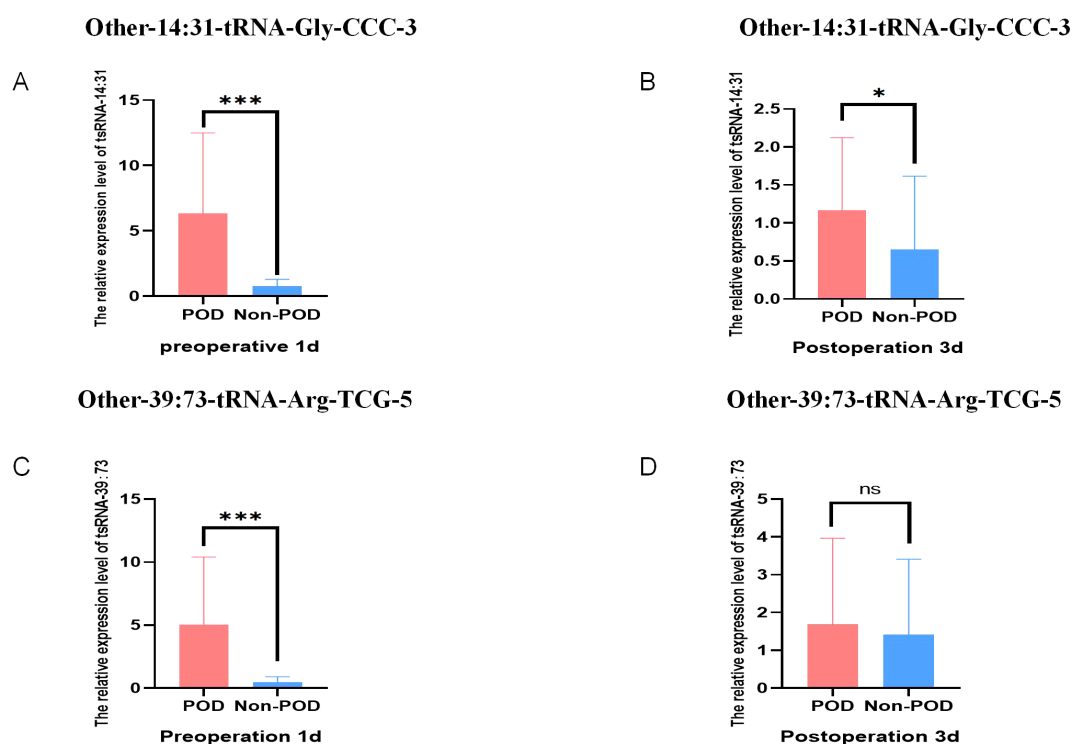 Other-14:31-tRNA-Gly-CCC-3
A
The relative expression level of tsRNA-14:31
15
10
5
0
***
POD Non-POD
preoperative 1d
Other-14:31-tRNA-Gly-CCC-3
B
The relative expression level of tsRNA-14:31
2.5
2.0
1.5
1.0
0.5
0.0
*
POD Non-POD
Postoperation 3d
Other-39:73-tRNA-Arg-TCG-5
C
The relative expression level of tsRNA-39:73
15
10
5
0
***
POD Non-POD
Preoperation 1d
Other-39:73-tRNA-Arg-TCG-5
D
The relative expression level of tsRNA-39:73
5
4
3
2
1
0
ns
POD Non-POD
Postoperation 3d